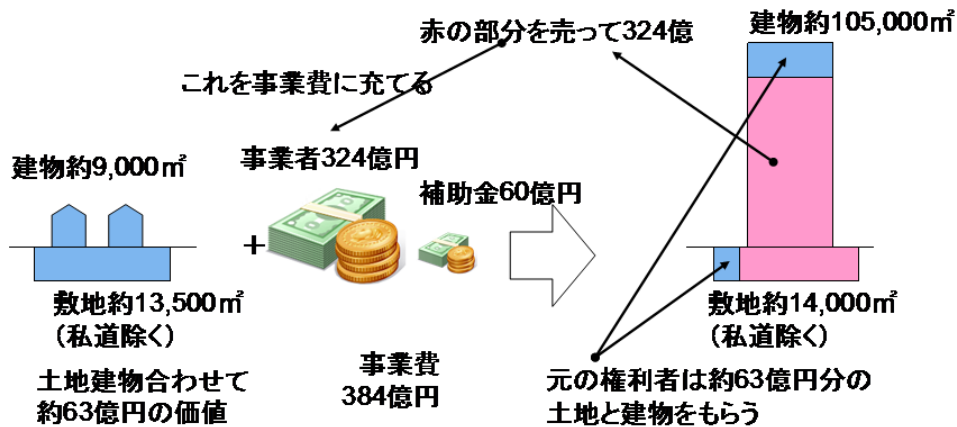 赤の部分を売って324億
建物約105,000㎡
これを事業費に充てる
建物約9,000㎡
事業者324億円
補助金60億円
+
敷地約13,500㎡
(私道除く)
敷地約14,000㎡
(私道除く)
土地建物合わせて
約63億円の価値
事業費
384億円
元の権利者は約63億円分の
土地と建物をもらう